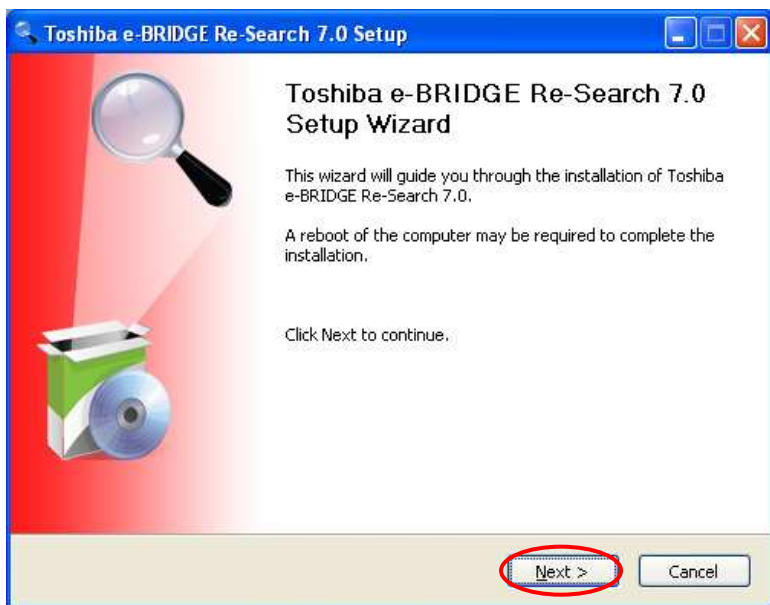 Toshiba e-BRIDGE Re-Search 7.0 Setup
Toshiba e-BRIDGE Re-Search 7.0
Setup Wizard
This wizard will guide you through the installation of Toshiba
e-BRIDGE Re-Search 7.0.
A reboot of the computer may be required to complete the
installation.
Click Next to continue.
Next >
Cancel